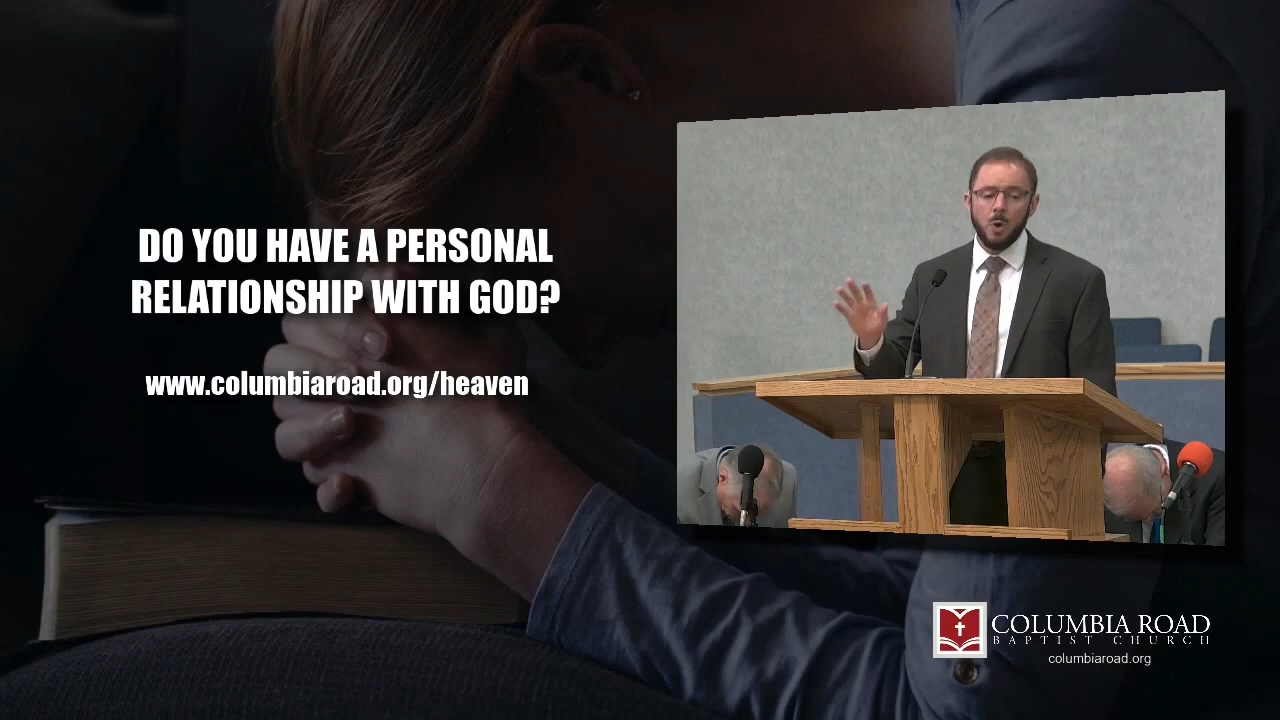 DO YOU HAVE A PERSONAL
RELATIONSHIP WITH GOD?
www.columbiaroad.org/heaven
COLUMBIA ROAD
BAPTIST CHURCH
columbiaroad.org